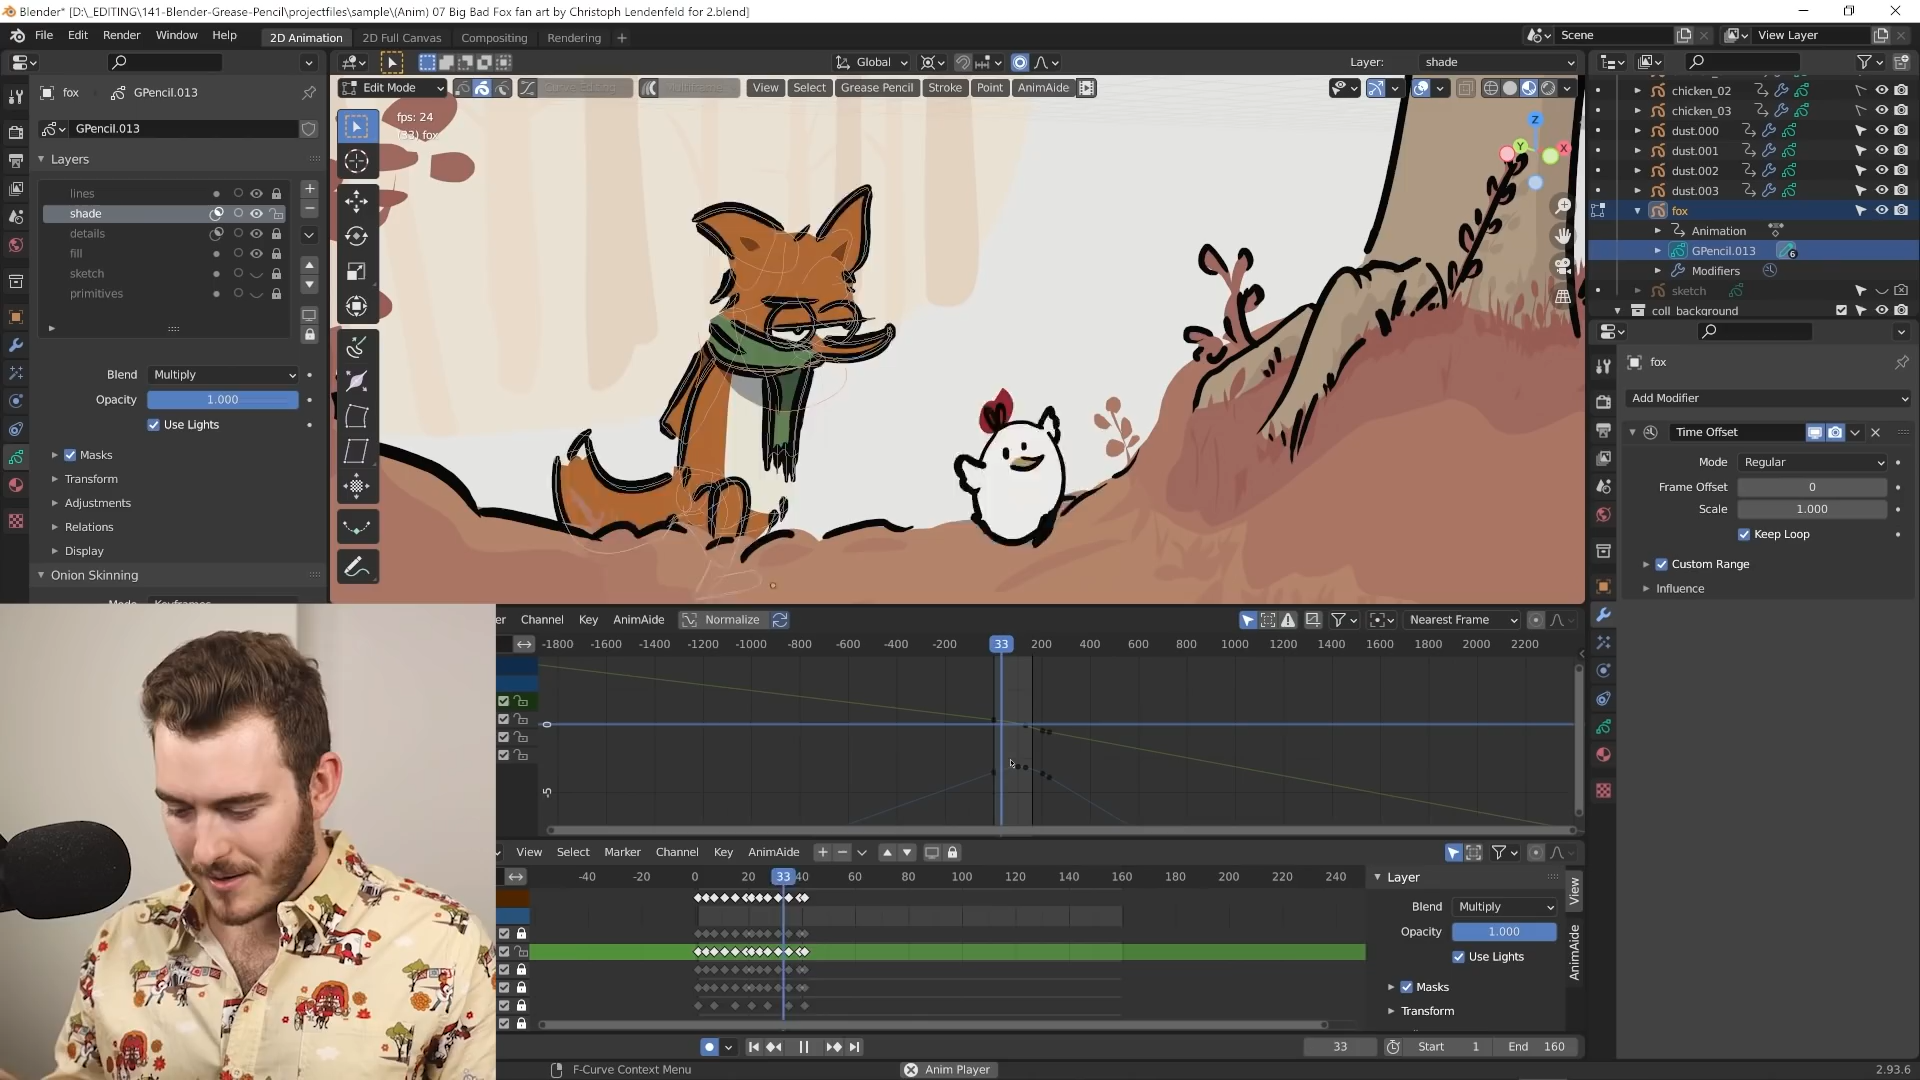 Blender* [D:\_EDITING\141-Blender-Grease-Pencil\projectfiles\sample\(Anim) 07 Big Bad Fox fan art by Christoph Lendenfeld for 2.blend]
File Edit Render Window Help 2D Animation 2D Full Canvas Compositing Rendering + Scene View Layer
Global Layer: shade
fox GPencil.013
Edit Mode View Select Grease Pencil Stroke Point AnimAide
chicken_02
chicken_03
dust.000
dust.001
dust.002
dust.003
fox
Animation
GPencil.013
Modifiers
sketch
coll background
GPencil.013
fps: 24
(33) fox
Z
Y
X
Layers
lines
shade
details
fill
sketch
primitives
Blend Multiply
Opacity 1.000
Use Lights
Masks
Transform
Adjustments
Relations
Display
Onion Skinning
fox
Add Modifier
Time Offset
Mode Regular
Frame Offset 0
Scale 1.000
Keep Loop
Custom Range
Influence
Channel Key AnimAide Normalize Nearest Frame
-1800 -1400 -1200 -1000 -800 -600 -400 -200 33 200 400 600 800 1000 1200 1400 1600 1800 2000 2200
0
-5
View Select Marker Channel Key AnimAide
-40 -20 0 20 33 40 60 80 100 120 140 160 180 200 220 240
Layer
Blend Multiply
Opacity 1.000
Use Lights
Masks
Transform
View
AnimAide
33 Start 1 End 160
F-Curve Context Menu Anim Player 2.93.6